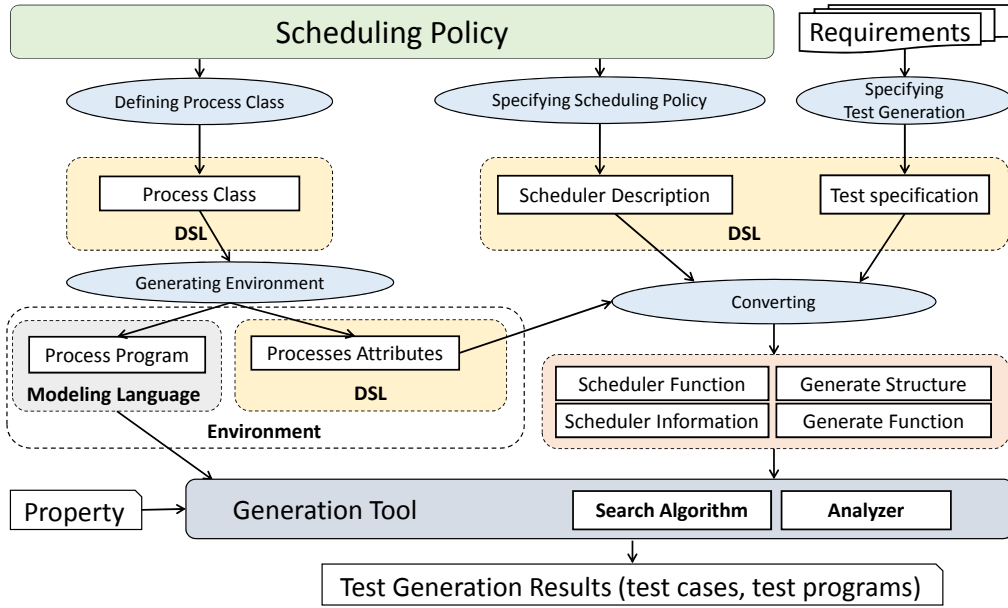 Scheduling Policy
Requirements
Defining Process Class
Specifying Scheduling Policy
Specifying
Test Generation
Process Class
DSL
Scheduler Description
Test specification
DSL
Generating Environment
Converting
Process Program
Modeling Language
Processes Attributes
DSL
Environment
Scheduler Function
Generate Structure
Scheduler Information
Generate Function
Property
Generation Tool
Search Algorithm
Analyzer
Test Generation Results (test cases, test programs)